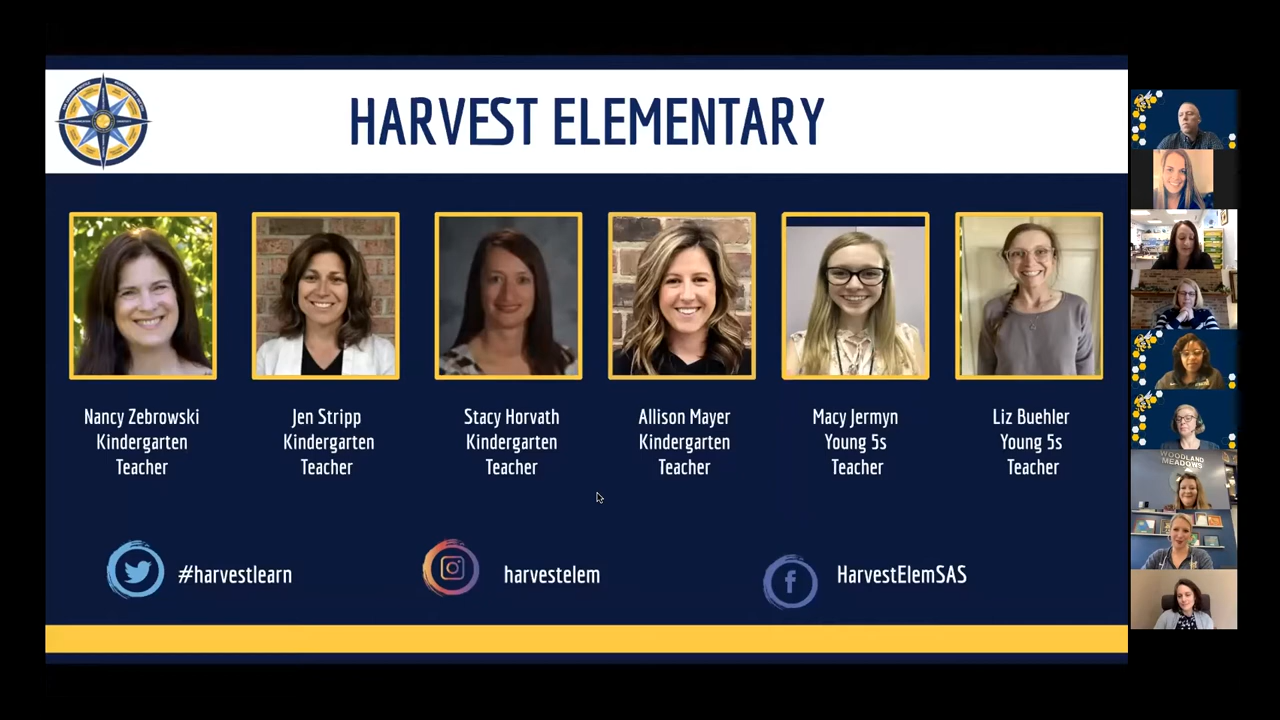 HARVEST ELEMENTARY
Nancy Zebrowski
Kindergarten
Teacher
Jen Stripp
Kindergarten
Teacher
Stacy Horvath
Kindergarten
Teacher
Allison Mayer
Kindergarten
Teacher
Macy Jermyn
Young 5s
Teacher
Liz Buehler
Young 5s
Teacher
#harvestlearn
harvestelem
HarvestElemSAS
WOODLAND
MEADOWS